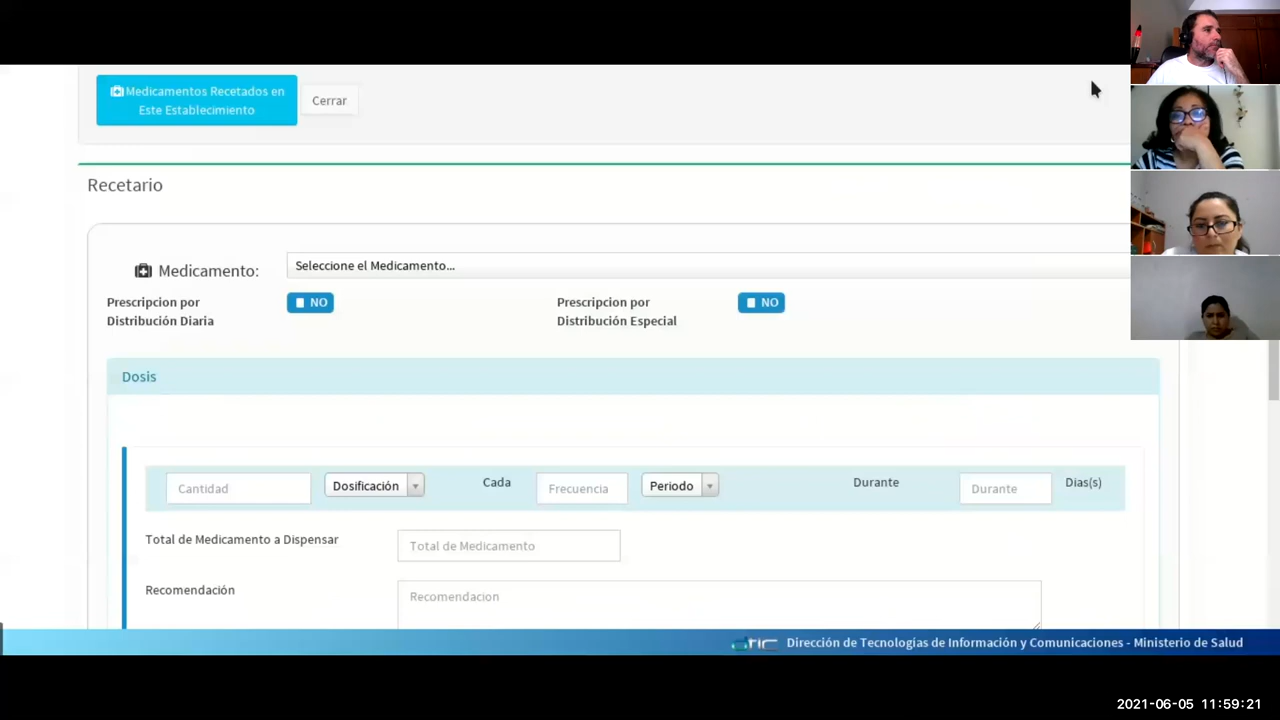 Medicamentos Recetados en
Este Establecimiento
Cerrar
Recetario
Medicamento:
Seleccione el Medicamento...
Prescripcion por
Distribución Diaria
NO
Prescripcion por
Distribución Especial
NO
Dosis
Cantidad
Dosificación
Cada
Frecuencia
Periodo
Durante
Durante
Dias(s)
Total de Medicamento a Dispensar
Total de Medicamento
Recomendación
Recomendacion
Dirección de Tecnologías de Información y Comunicaciones - Ministerio de Salud
2021-06-05 11:59:21